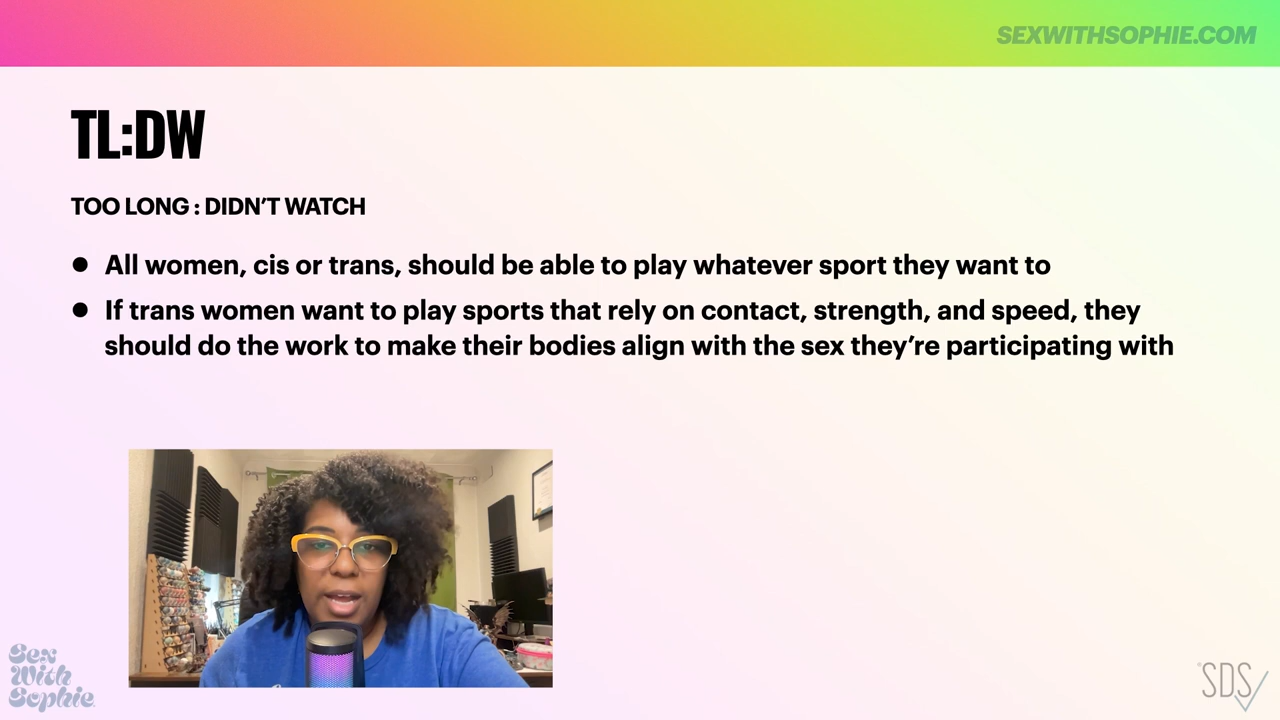 SEXWITHSOPHIE.COM
TL:DW
TOO LONG : DIDN'T WATCH
● All women, cis or trans, should be able to play whatever sport they want to
● If trans women want to play sports that rely on contact, strength, and speed, they
should do the work to make their bodies align with the sex they're participating with
Sex
With
Sophie
SDS